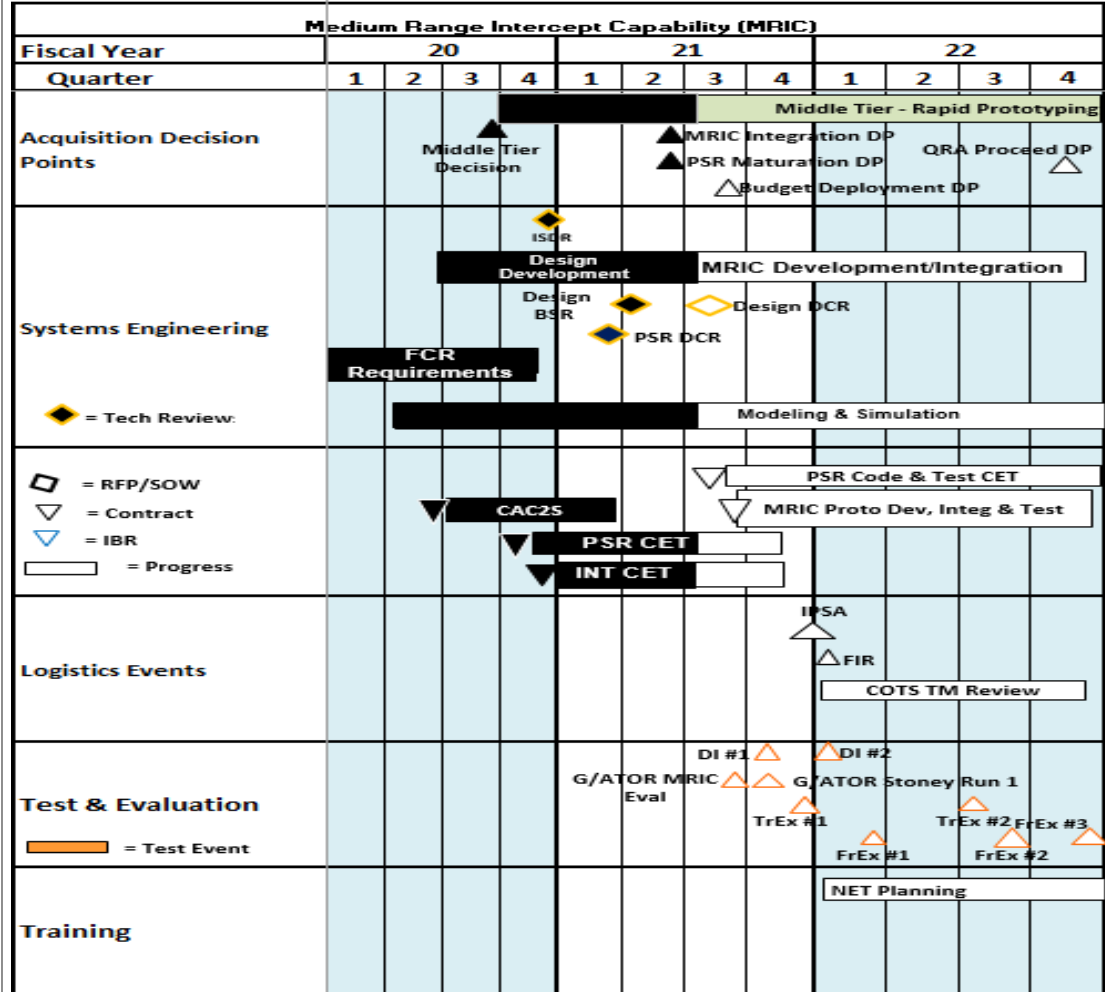 Medium Range Intercept Capability (MRIC)
Fiscal Year 20 21 22
Quarter 1 2 3 4 1 2 3 4 1 2 3 4
Acquisition Decision
Points
Middle Tier - Rapid Prototyping
Middle Tier
Decision
MRIC Integration DP
PSR Maturation DP
QRA Proceed DP
Budget Deployment DP
Systems Engineering
ISDR
Design
Development
MRIC Development/Integration
Design
BSR
Design DCR
PSR DCR
FCR
Requirements
= Tech Review:
Modeling & Simulation
= RFP/SOW
= Contract
= IBR
= Progress
PSR Code & Test CET
CAC2S
MRIC Proto Dev, Integ & Test
PSR CET
INT CET
Logistics Events
IPSA
FIR
COTS TM Review
Test & Evaluation
= Test Event
DI #1
DI #2
G/ATOR MRIC
Eval
G/ATOR Stoney Run 1
TrEx #1
TrEx #2
FrEx #3
FrEx #1
FrEx #2
Training
NET Planning